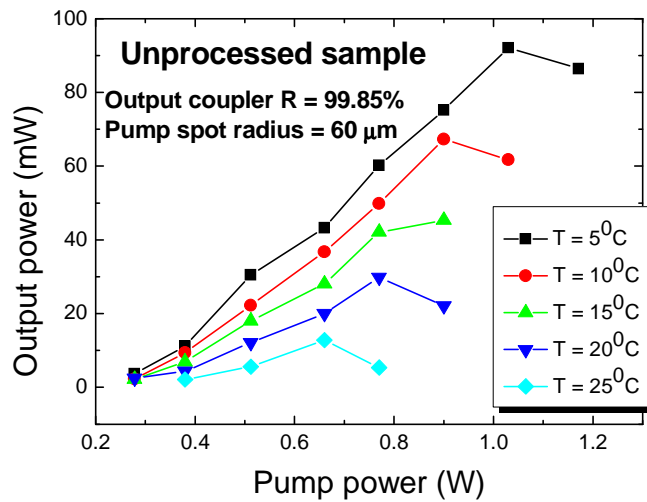 Unprocessed sample
Output coupler R = 99.85%
Pump spot radius = 60 μm
100
80
60
40
20
0
Output power (mW)
T = 5⁰C
T = 10⁰C
T = 15⁰C
T = 20⁰C
T = 25⁰C
0.2 0.4 0.6 0.8 1.0 1.2
Pump power (W)